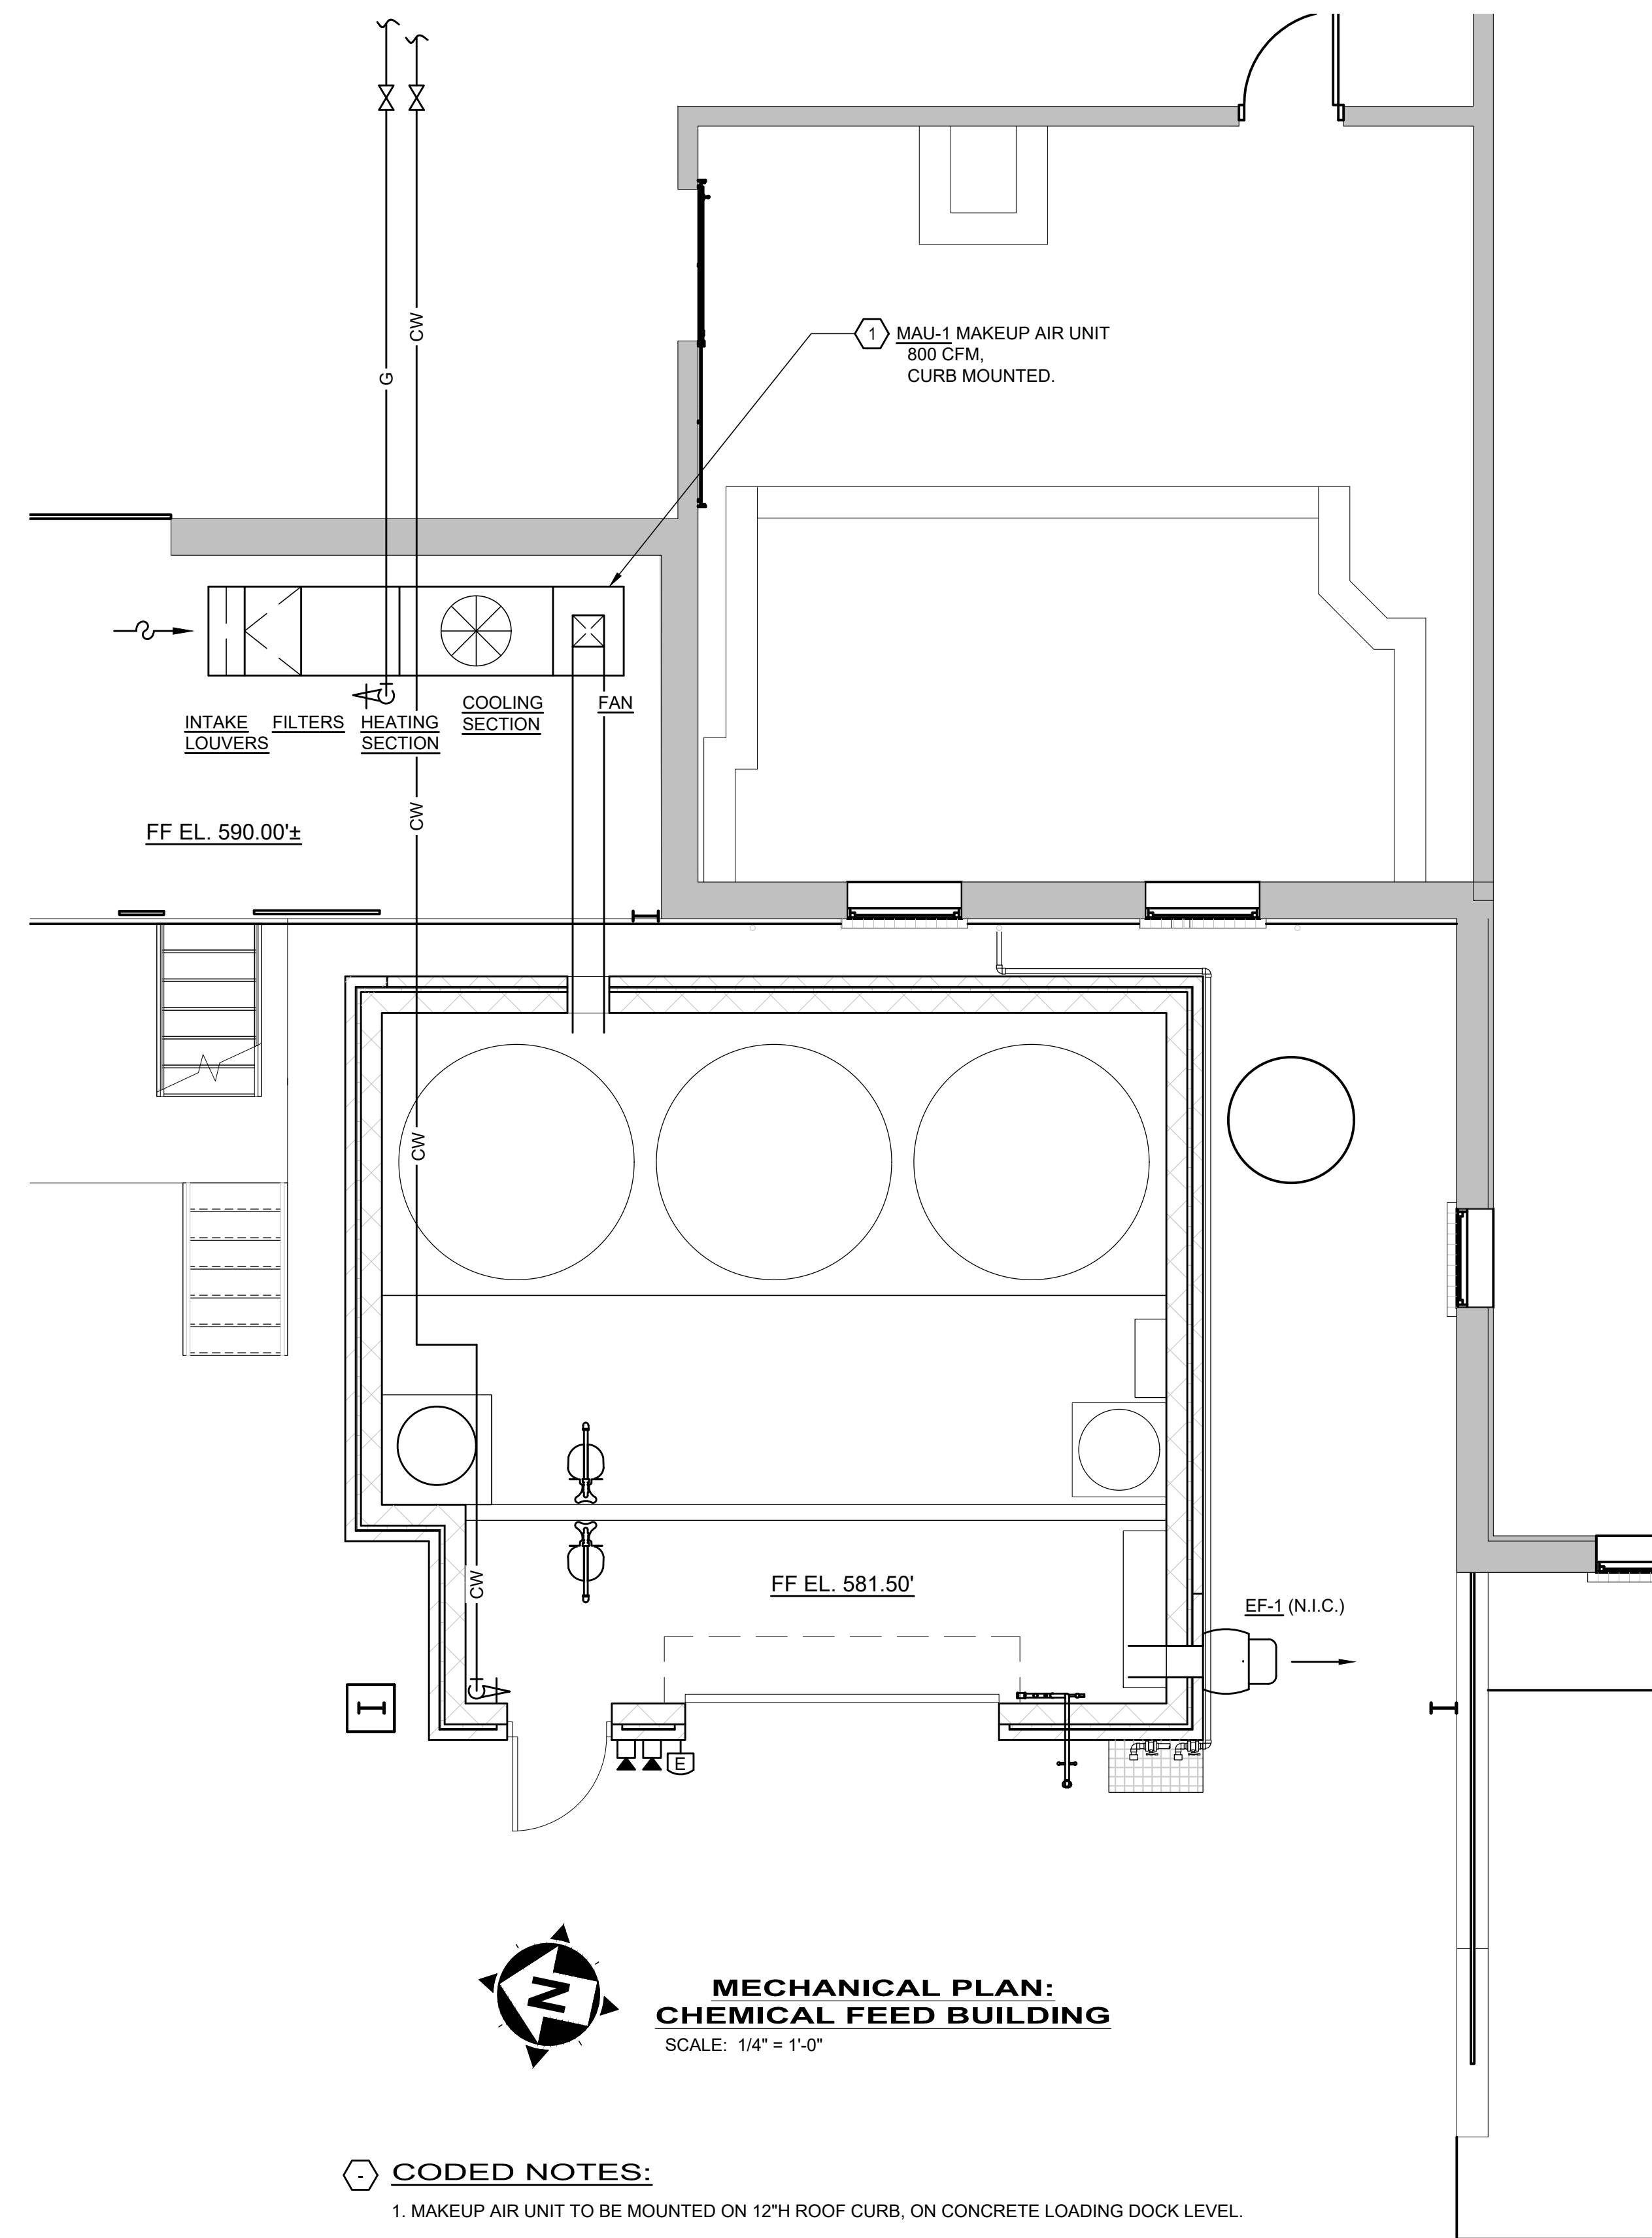 CW
G
1 MAU-1 MAKEUP AIR UNIT
800 CFM,
CURB MOUNTED.
INTAKE
LOUVERS
FILTERS
HEATING
SECTION
COOLING
SECTION
FAN
CW
FF EL. 590.00'±
CW
CW
FF EL. 581.50'
EF-1 (N.I.C.)
E
N
MECHANICAL PLAN:
CHEMICAL FEED BUILDING
SCALE: 1/4" = 1'-0"
- CODED NOTES:
1. MAKEUP AIR UNIT TO BE MOUNTED ON 12"H ROOF CURB, ON CONCRETE LOADING DOCK LEVEL.